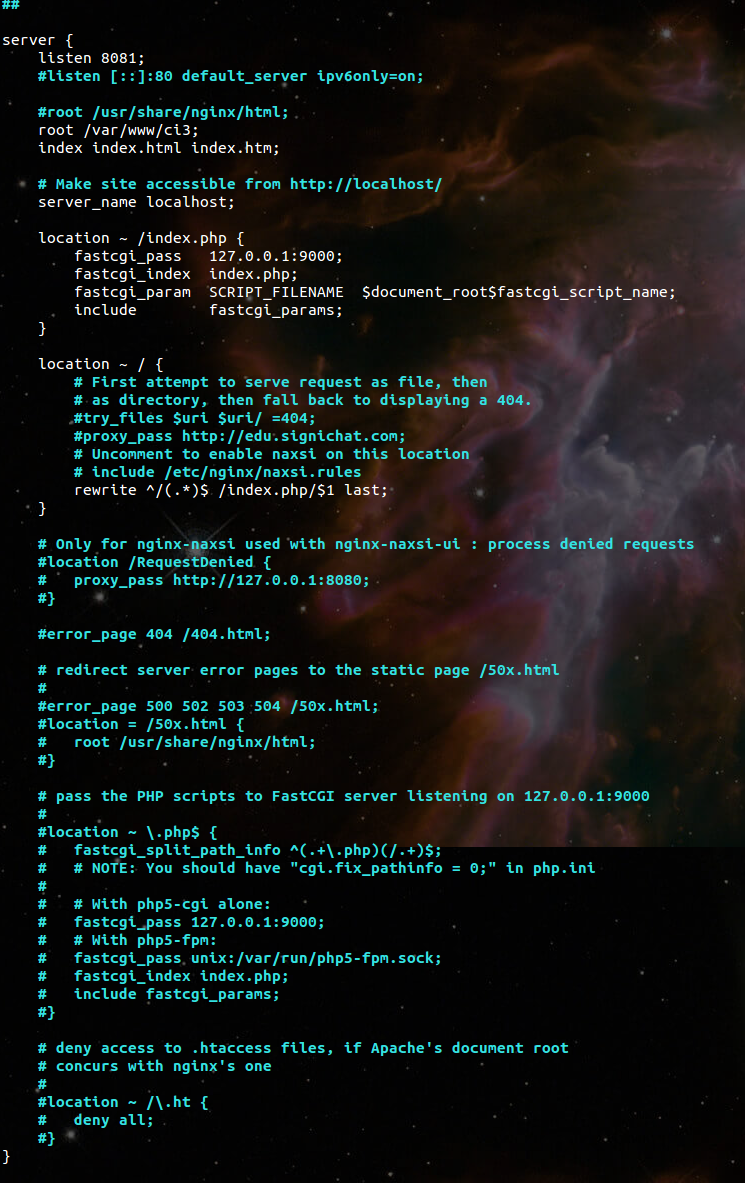 ##
server {
    listen 8081;
    #listen [::]:80 default_server ipv6only=on;
    #root /usr/share/nginx/html;
    root /var/www/ci3;
    index index.html index.htm;
    # Make site accessible from http://localhost/
    server_name localhost;
    location ~ /index.php {
        fastcgi_pass   127.0.0.1:9000;
        fastcgi_index  index.php;
        fastcgi_param  SCRIPT_FILENAME  $document_root$fastcgi_script_name;
        include        fastcgi_params;
    }
    location ~ / {
        # First attempt to serve request as file, then
        # as directory, then fall back to displaying a 404.
        #try_files $uri $uri/ =404;
        #proxy_pass http://edu.signichat.com;
        # Uncomment to enable naxsi on this location
        # include /etc/nginx/naxsi.rules
        rewrite ^/(.*)$ /index.php/$1 last;
    }
    # Only for nginx-naxsi used with nginx-naxsi-ui : process denied requests
    #location /RequestDenied {
    #   proxy_pass http://127.0.0.1:8080;
    #}
    #error_page 404 /404.html;
    # redirect server error pages to the static page /50x.html
    #
    #error_page 500 502 503 504 /50x.html;
    #location = /50x.html {
    #   root /usr/share/nginx/html;
    #}
    # pass the PHP scripts to FastCGI server listening on 127.0.0.1:9000
    #
    #location ~ \.php$ {
    #   fastcgi_split_path_info ^(.+\.php)(/.+)$;
    #   # NOTE: You should have "cgi.fix_pathinfo = 0;" in php.ini
    #
    #   # With php5-cgi alone:
    #   fastcgi_pass 127.0.0.1:9000;
    #   # With php5-fpm:
    #   fastcgi_pass unix:/var/run/php5-fpm.sock;
    #   fastcgi_index index.php;
    #   include fastcgi_params;
    #}
    # deny access to .htaccess files, if Apache's document root
    # concurs with nginx's one
    #
    #location ~ /\.ht {
    #   deny all;
    #}
}